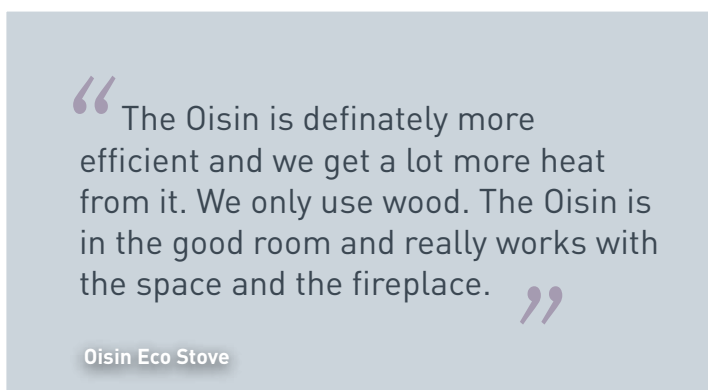 “ The Oisin is definately more
efficient and we get a lot more heat
from it. We only use wood. The Oisin is
in the good room and really works with
the space and the fireplace. ”
Oisin Eco Stove